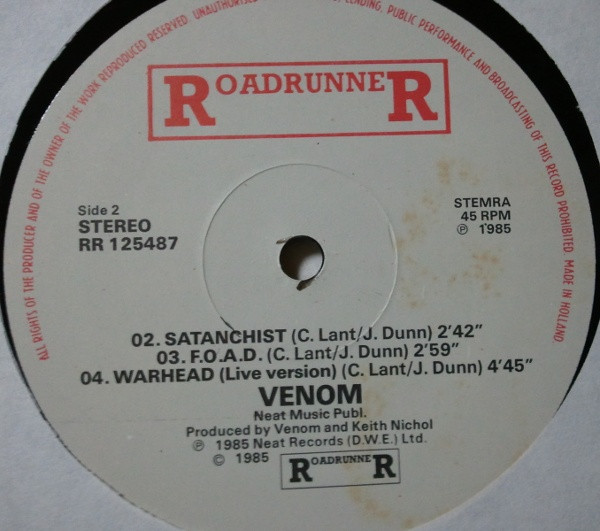 ALL RIGHTS OF THE PRODUCER AND OF THE OWNER OF THE WORK REPRODUCED RESERVED. UNAUTHORISED LENDING, PUBLIC PERFORMANCE AND BROADCASTING OF THIS RECORD PROHIBITED MADE IN HOLLAND
ROADRUNNER
Side 2
STEREO
RR 125487
STEMRA
45 RPM
℗ 1985
02. SATANCHIST (C. Lant/J. Dunn) 2'42"
03. F.O.A.D. (C. Lant/J. Dunn) 2'59"
04. WARHEAD (Live version) (C. Lant/J. Dunn) 4'45"
VENOM
Neat Music Publ.
Produced by Venom and Keith Nichol
℗ 1985 Neat Records (D.W.E.) Ltd.
© 1985 ROADRUNNER